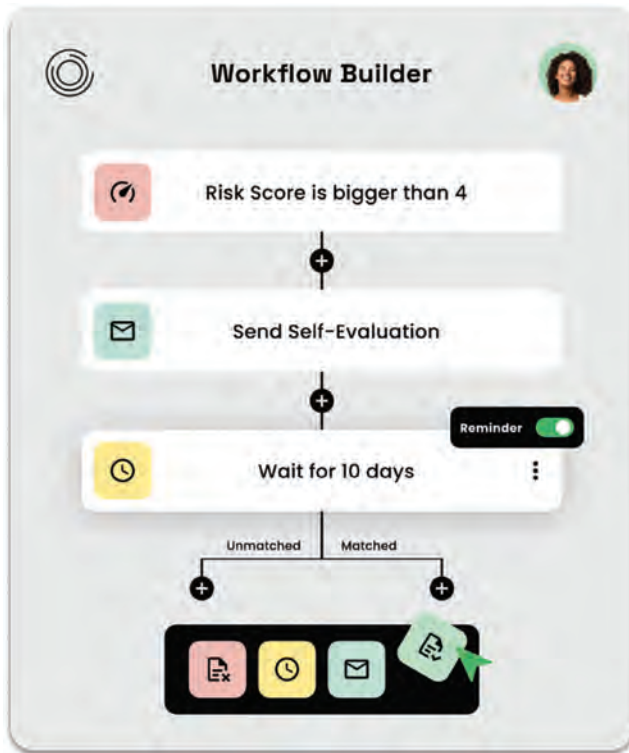 Workflow Builder
Risk Score is bigger than 4
Send Self-Evaluation
Reminder
Wait for 10 days
Unmatched
Matched